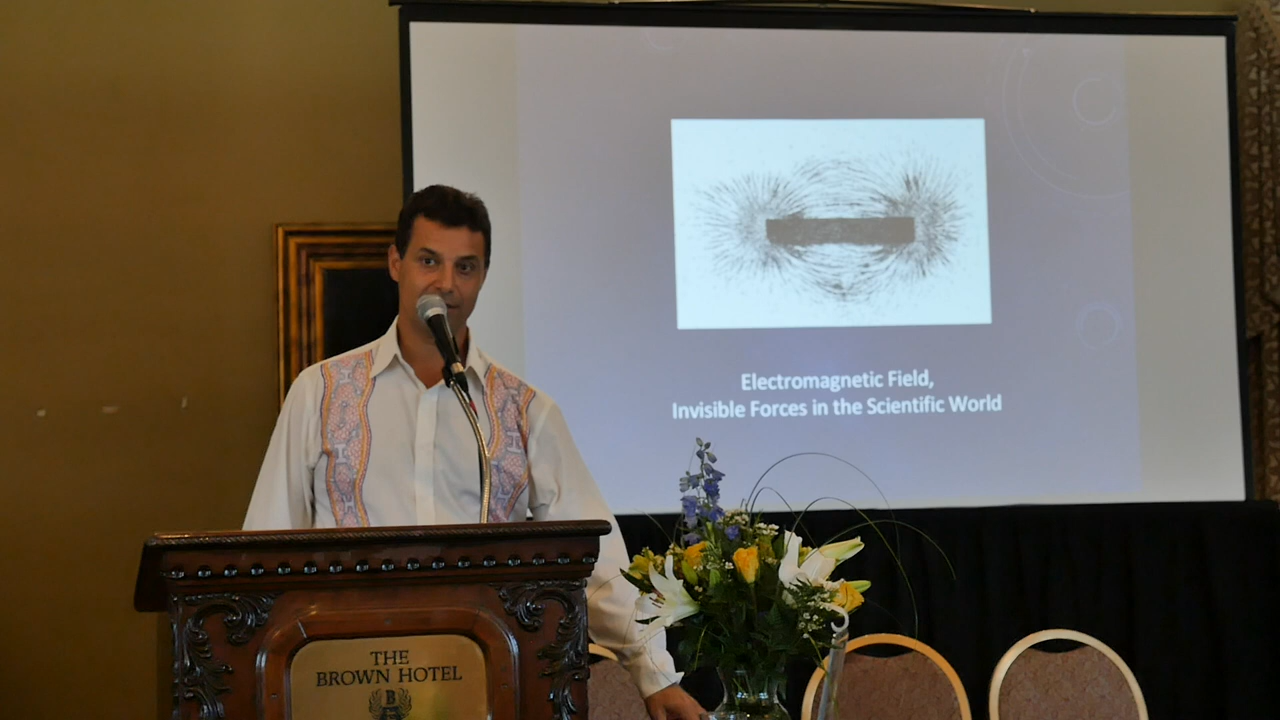 Electromagnetic Field,
Invisible Forces in the Scientific World
THE
BROWN HOTEL
B